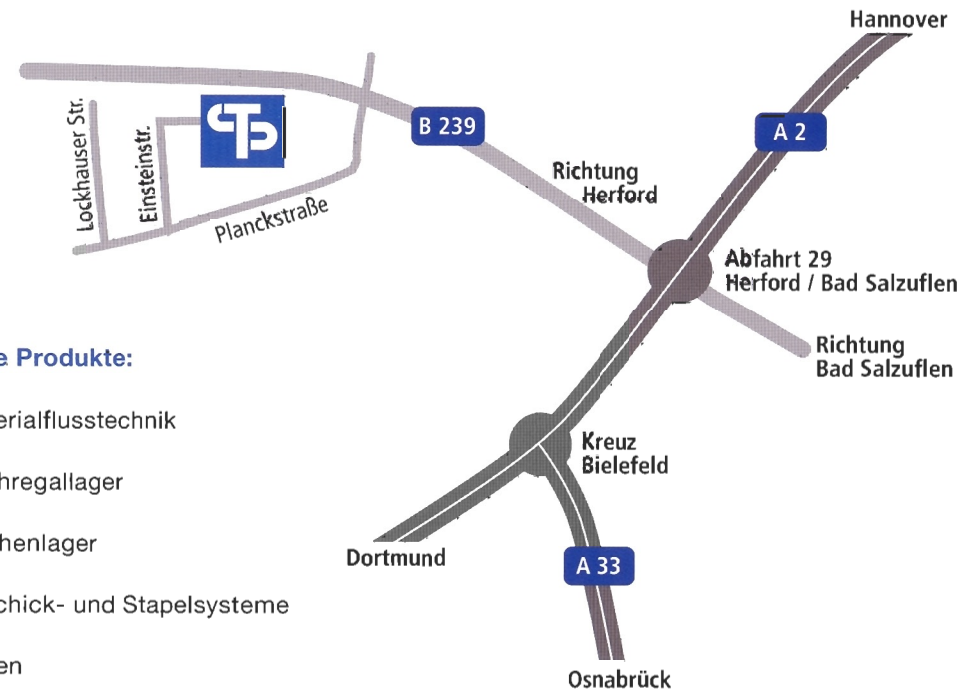 Hannover
A 2
B 239
Lockhauser Str.
Einsteinstr.
Planckstraße
Richtung
Herford
Abfahrt 29
Herford / Bad Salzuflen
Richtung
Bad Salzuflen
Kreuz
Bielefeld
Dortmund
A 33
Osnabrück
e Produkte:
erialflusstechnik
hregallager
henlager
chick- und Stapelsysteme
en